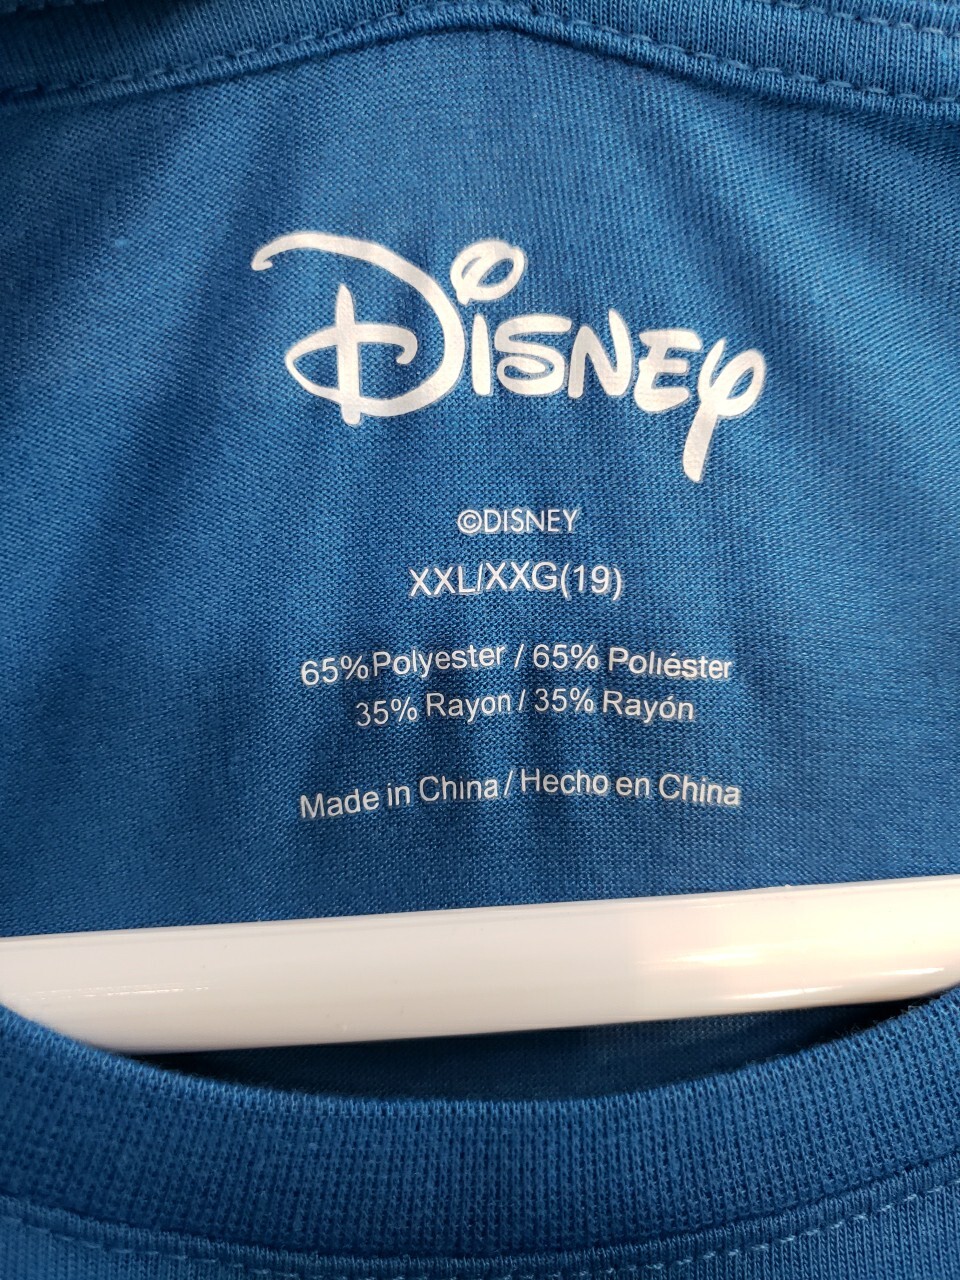 Disney
©DISNEY
XXL/XXG(19)
65%Polyester / 65% Poliéster
35% Rayon / 35% Rayón
Made in China / Hecho en China